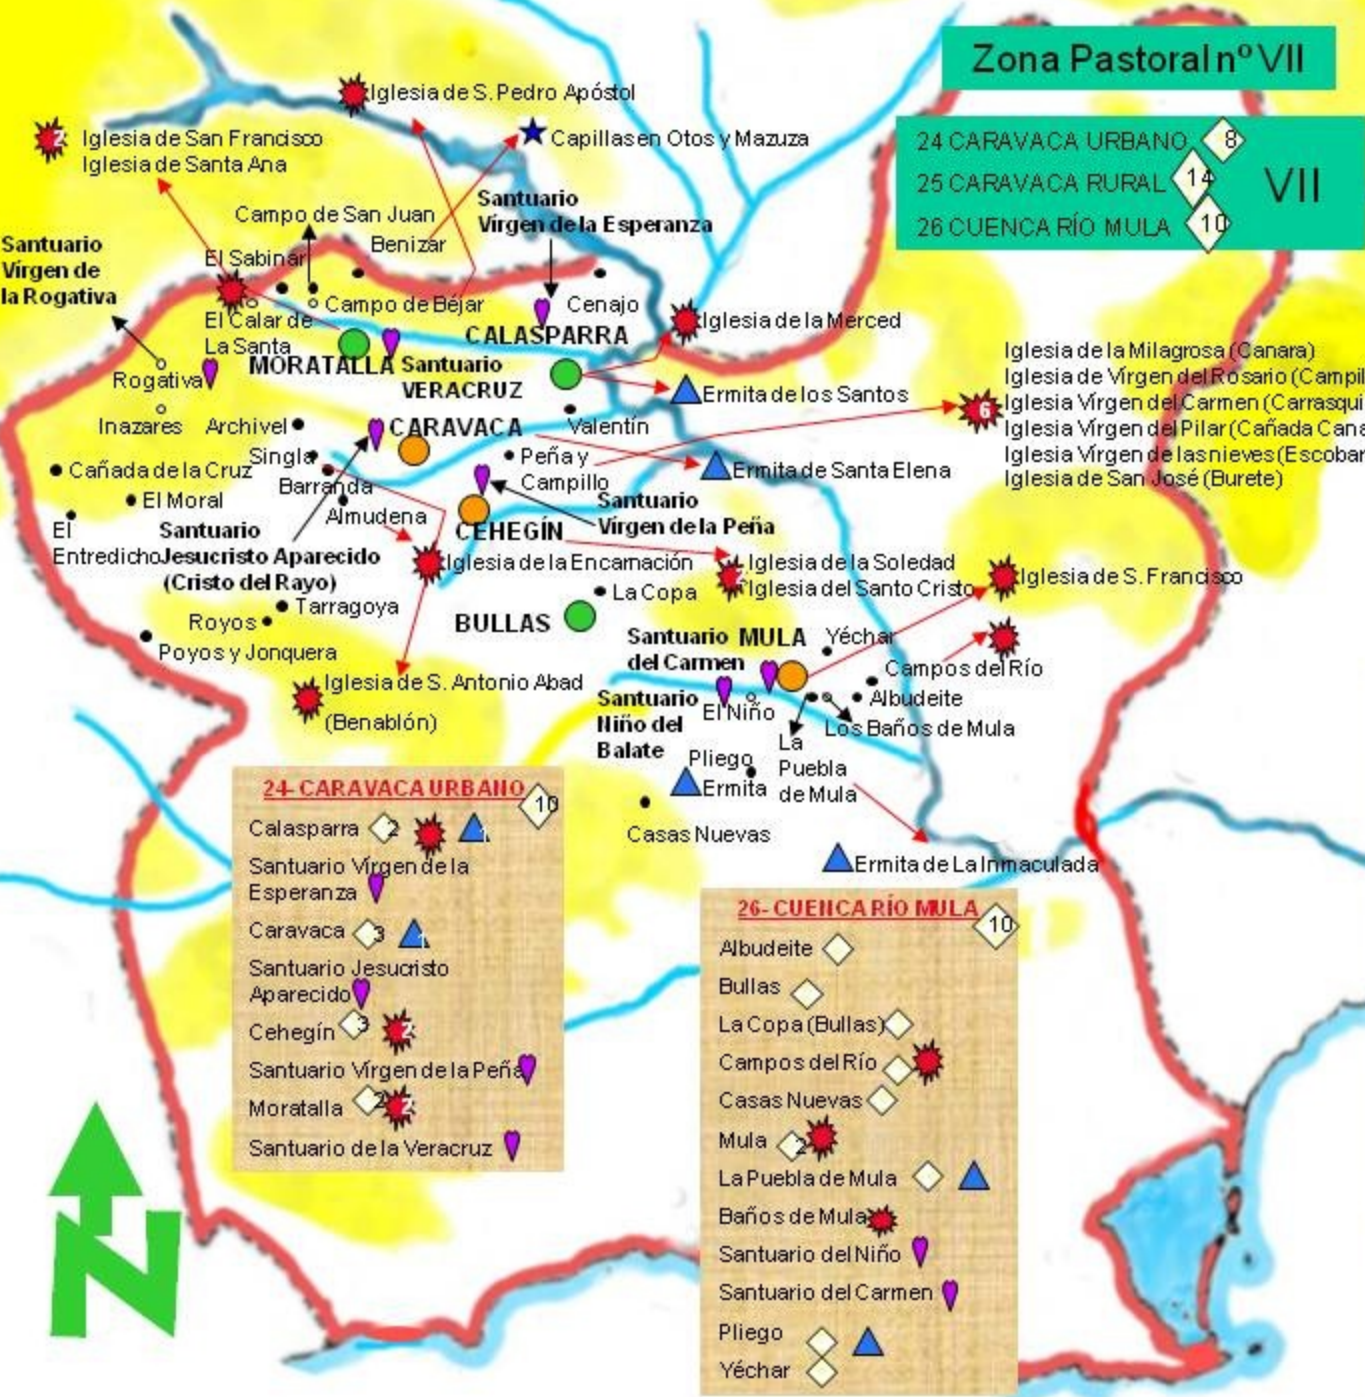 Zona Pastoral nº VII
24 CARAVACA URBANO 8
25 CARAVACA RURAL 14
26 CUENCA RÍO MULA 10
VII
Iglesia de S. Pedro Apóstol
2
Iglesia de San Francisco
Iglesia de Santa Ana
Capillas en Otos y Mazuza
Santuario
Vírgen de la Esperanza
Campo de San Juan
Benizar
Santuario
Vírgen de
la Rogativa
El Sabinar
Campo de Béjar
Cenajo
El Calar de
La Santa
CALASPARRA
Iglesia de la Merced
MORATALLA
Santuario
VERACRUZ
Rogativa
Ermita de los Santos
Iglesia de la Milagrosa (Canara)
Iglesia de Vírgen del Rosario (Campil
6
Iglesia Vírgen del Carmen (Carrasqui
Iglesia Vírgen del Pilar (Cañada Cana
Iglesia Vírgen de las nieves (Escobar
Iglesia de San José (Burete)
Inazares
Archivel
CARAVACA
Valentín
Cañada de la Cruz
Singla
Peña y
Campillo
Ermita de Santa Elena
Barranda
El Moral
Almudena
Santuario
Vírgen de la Peña
El
Entredicho
Santuario
Jesucristo Aparecido
(Cristo del Rayo)
CEHEGÍN
Iglesia de la Encarnación
2
Iglesia de la Soledad
Iglesia del Santo Cristo
Iglesia de S. Francisco
La Copa
Tarragoya
Royos
BULLAS
Poyos y Jonquera
Santuario
del Carmen
MULA
Yéchar
Campos del Río
Iglesia de S. Antonio Abad
(Benablón)
Santuario
Niño del
Balate
El Niño
Albudeite
Los Baños de Mula
La
Puebla
de Mula
Pliego
Ermita
Casas Nuevas
Ermita de La Inmaculada
24- CARAVACA URBANO 10
Calasparra 2 1
Santuario Vírgen de la
Esperanza
Caravaca 3 1
Santuario Jesucristo
Aparecido
Cehegín 3 2
Santuario Vírgen de la Peña
Moratalla 2 2
Santuario de la Veracruz
26- CUENCA RÍO MULA 10
Albudeite
Bullas
La Copa (Bullas)
Campos del Río
Casas Nuevas
Mula 2
La Puebla de Mula
Baños de Mula
Santuario del Niño
Santuario del Carmen
Pliego
Yéchar
N